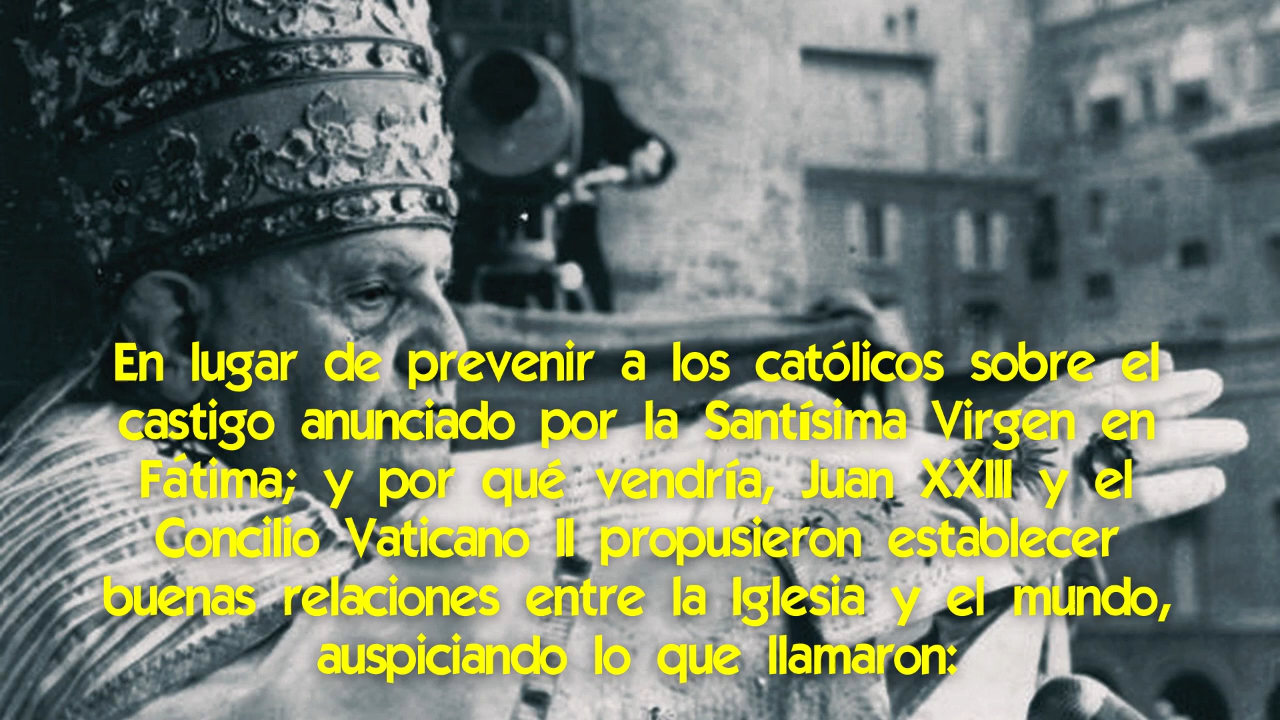 En lugar de prevenir a los católicos sobre el
castigo anunciado por la Santísima Virgen en
Fátima; y por qué vendría, Juan XXIII y el
Concilio Vaticano II propusieron establecer
buenas relaciones entre la Iglesia y el mundo,
auspiciando lo que llamaron: